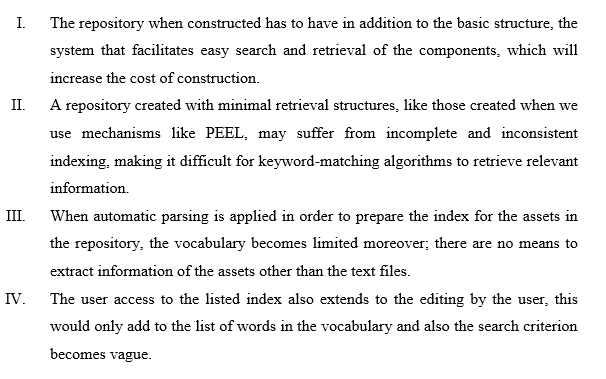 I. The repository when constructed has to have in addition to the basic structure, the
system that facilitates easy search and retrieval of the components, which will
increase the cost of construction.
II. A repository created with minimal retrieval structures, like those created when we
use mechanisms like PEEL, may suffer from incomplete and inconsistent
indexing, making it difficult for keyword-matching algorithms to retrieve relevant
information.
III. When automatic parsing is applied in order to prepare the index for the assets in
the repository, the vocabulary becomes limited moreover; there are no means to
extract information of the assets other than the text files.
IV. The user access to the listed index also extends to the editing by the user, this
would only add to the list of words in the vocabulary and also the search criterion
becomes vague.